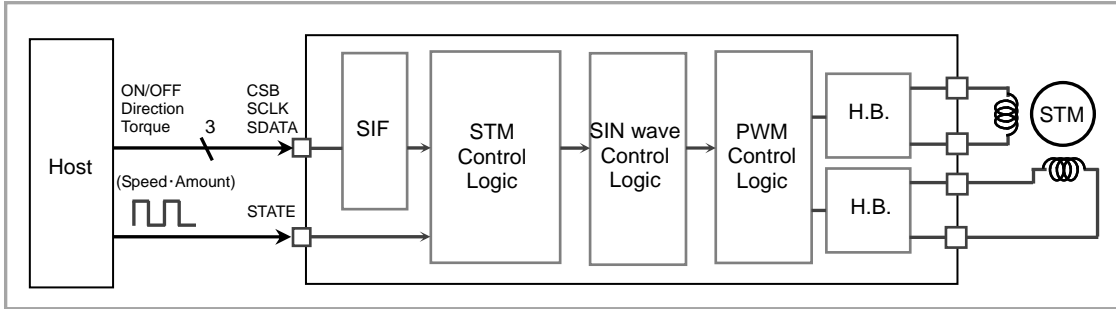 Host
ON/OFF
Direction
Torque
3
CSB
SCLK
SDATA
(Speed・Amount)
STATE
SIF
STM
Control
Logic
SIN wave
Control
Logic
PWM
Control
Logic
H.B.
H.B.
STM